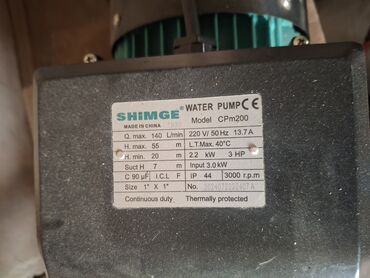 SHIMGE® WATER PUMP CE
MADE IN CHINA Model CPm200
Q. max. 140 L/min 220 V/ 50 Hz 13.7 A
H. max. 55 m L.T.Max. 40°C
H. min. 20 m 2.2 kW 3 HP
Suct H 7 m Input 3.0 kW
C 90 µF I.C.L F IP 44 3000 r.p.m
Size 1" X 1" No.
Continuous duty Thermally protected